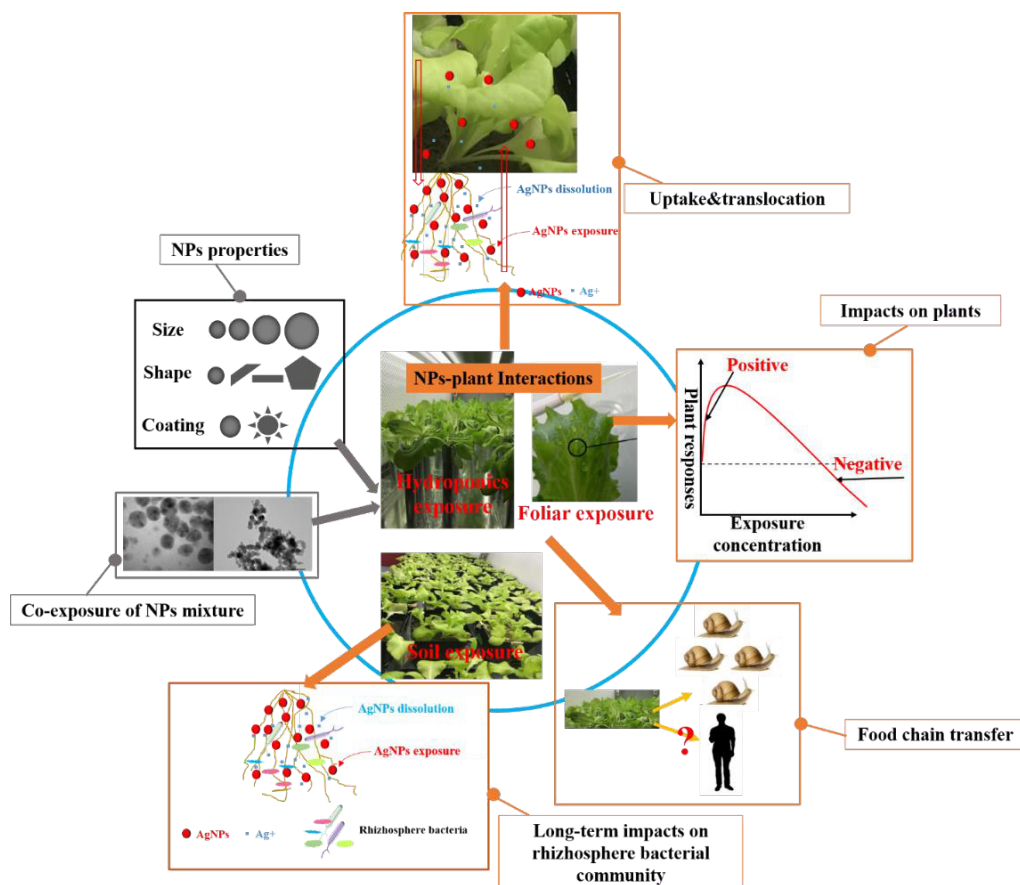 AgNPs dissolution
AgNPs exposure
AgNPs Ag+
Uptake&translocation
NPs properties
Size
Shape
Coating
Impacts on plants
Positive
Negative
Plant responses
Exposure
concentration
NPs-plant Interactions
Hydroponics
exposure
Foliar exposure
Co-exposure of NPs mixture
Soil exposure
AgNPs dissolution
AgNPs exposure
AgNPs Ag+
Rhizhosphere bacteria
?
Food chain transfer
Long-term impacts on
rhizhosphere bacterial
community